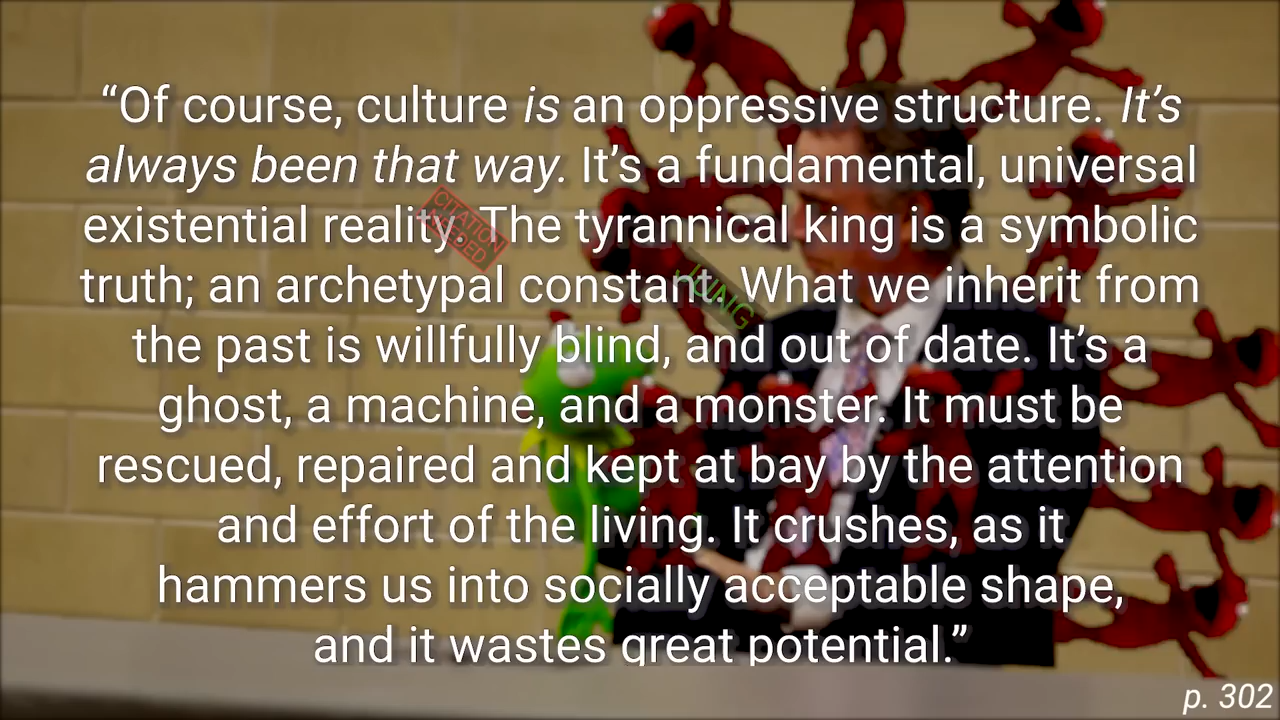 “Of course, culture is an oppressive structure. It’s
always been that way. It’s a fundamental, universal
existential reality. The tyrannical king is a symbolic
truth; an archetypal constant. What we inherit from
the past is willfully blind, and out of date. It’s a
ghost, a machine, and a monster. It must be
rescued, repaired and kept at bay by the attention
and effort of the living. It crushes, as it
hammers us into socially acceptable shape,
and it wastes great potential.”
CITATION
NEEDED
JUNG
p. 302